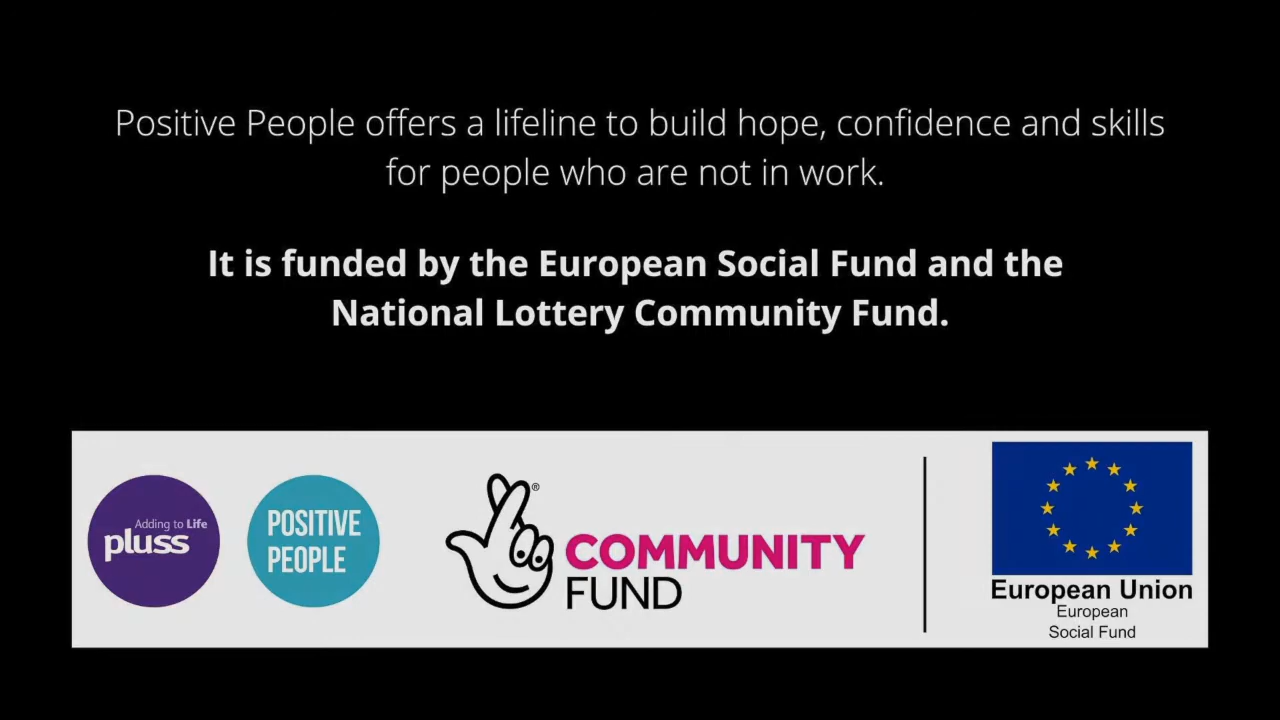 Positive People offers a lifeline to build hope, confidence and skills
for people who are not in work.
It is funded by the European Social Fund and the
National Lottery Community Fund.
Adding to Life
pluss
POSITIVE
PEOPLE
®
COMMUNITY
FUND
European Union
European
Social Fund